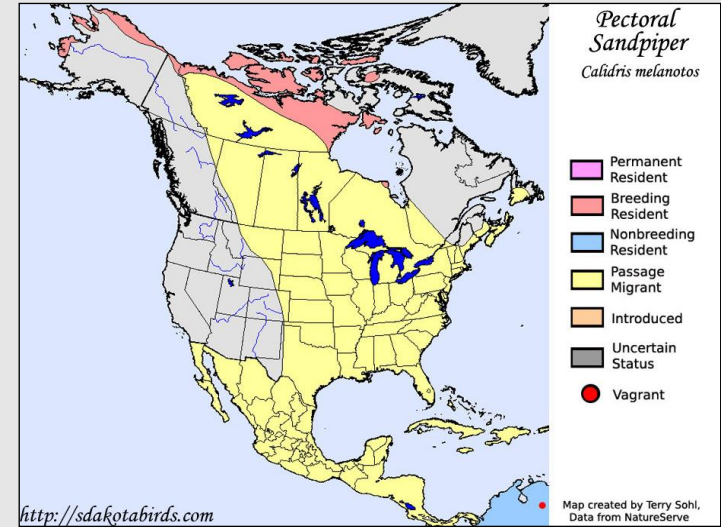 Pectoral
Sandpiper
Calidris melanotos
Permanent
Resident
Breeding
Resident
Nonbreeding
Resident
Passage
Migrant
Introduced
Uncertain
Status
Vagrant
http://sdakotabirds.com
Map created by Terry Sohl,
Data from NatureServe